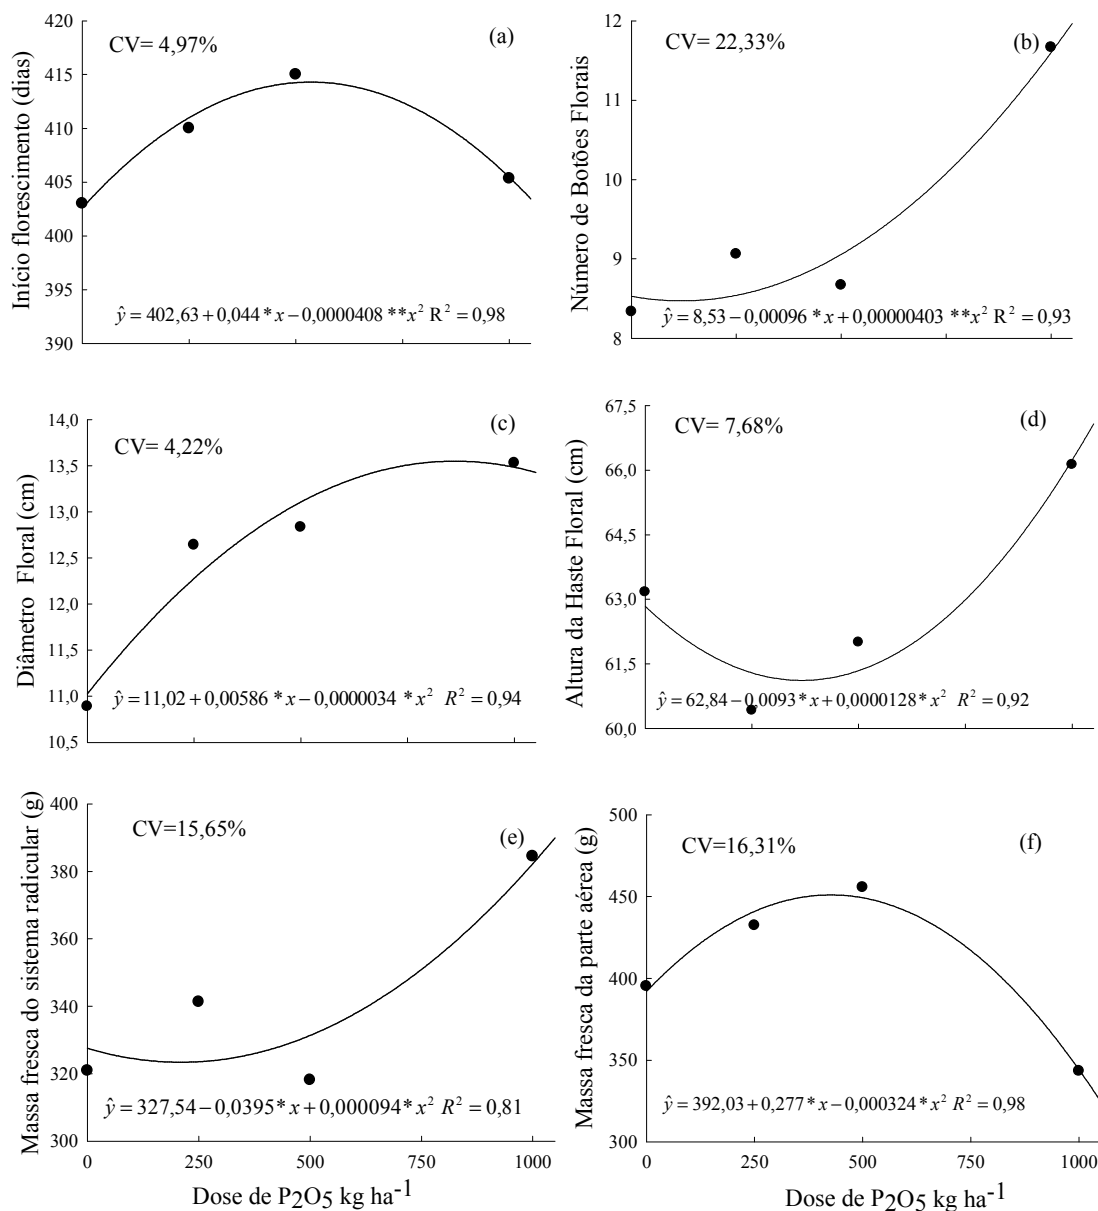 420
415
410
405
400
395
390
Início florescimento (dias)
CV= 4,97%
(a)
ŷ = 402,63 + 0,044 * x − 0,0000408 ** x² R² = 0,98
12
11
10
9
8
Número de Botões Florais
CV= 22,33%
(b)
ŷ = 8,53 − 0,00096 * x + 0,00000403 ** x² R² = 0,93
14,0
13,5
13,0
12,5
12,0
11,5
11,0
10,5
Diâmetro Floral (cm)
CV= 4,22%
(c)
ŷ = 11,02 + 0,00586 * x − 0,0000034 * x² R² = 0,94
67,5
66,0
64,5
63,0
61,5
60,0
Altura da Haste Floral (cm)
CV= 7,68%
(d)
ŷ = 62,84 − 0,0093 * x + 0,0000128 * x² R² = 0,92
400
380
360
340
320
300
Massa fresca do sistema radicular (g)
CV=15,65%
(e)
ŷ = 327,54 − 0,0395 * x + 0,000094 * x² R² = 0,81
0 250 500 750 1000
Dose de P₂O₅ kg ha⁻¹
500
450
400
350
300
Massa fresca da parte aérea (g)
CV=16,31%
(f)
ŷ = 392,03 + 0,277 * x − 0,000324 * x² R² = 0,98
0 250 500 750 1000
Dose de P₂O₅ kg ha⁻¹